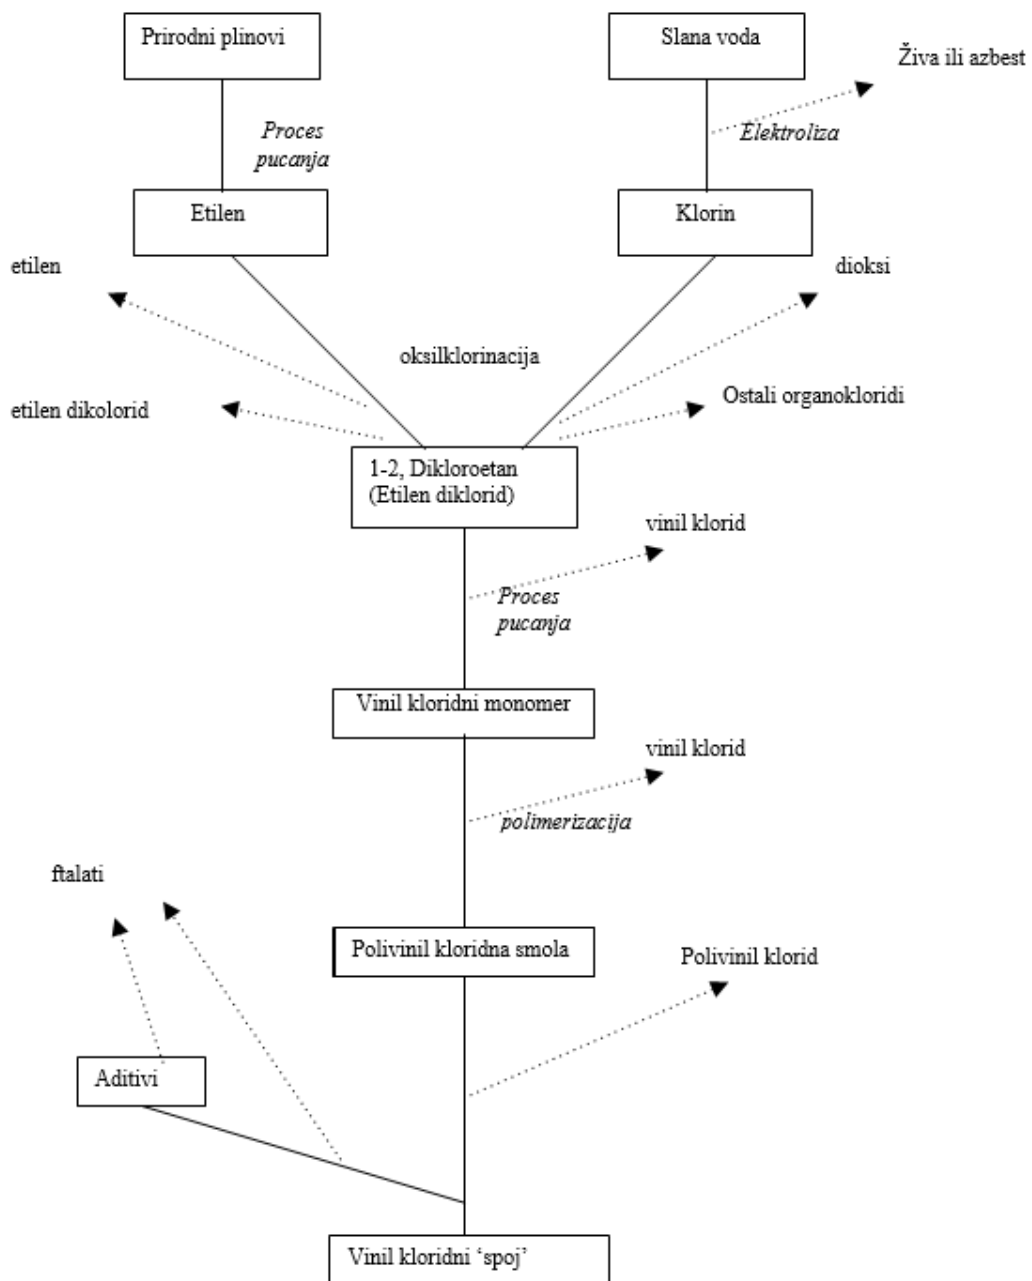 Prirodni plinovi
Slana voda
Živa ili azbest
Proces
pucanja
Elektroliza
Etilen
Klorin
etilen
dioksi
oksilklorinacija
etilen dikolorid
Ostali organokloridi
1-2, Dikloroetan
(Etilen diklorid)
vinil klorid
Proces
pucanja
Vinil kloridni monomer
vinil klorid
polimerizacija
ftalati
Polivinil kloridna smola
Polivinil klorid
Aditivi
Vinil kloridni ‘spoj’